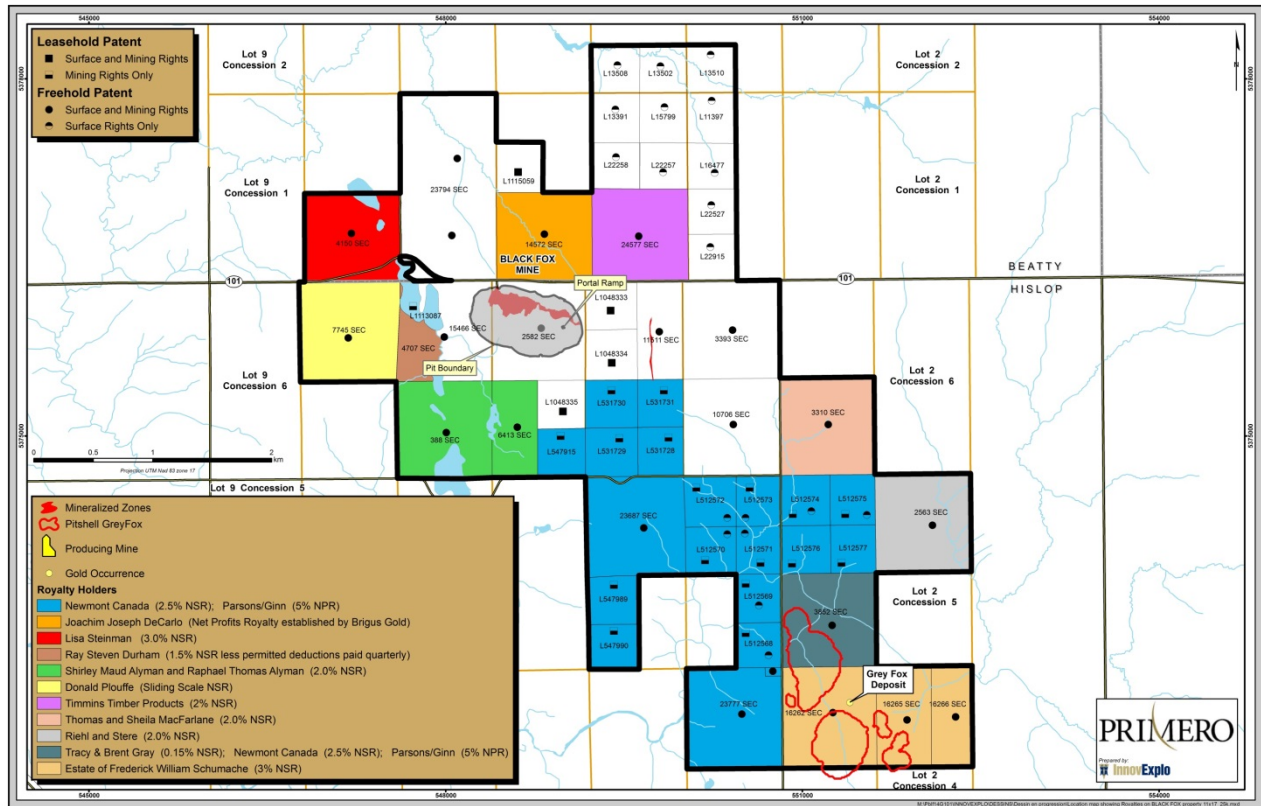 545000
548000
551000
554000
5378000
5378000
5375000
5375000
Leasehold Patent
Surface and Mining Rights
Mining Rights Only
Freehold Patent
Surface and Mining Rights
Surface Rights Only
Lot 9
Concession 2
Lot 2
Concession 2
N
L13508
L13502
L13510
L13391
L15799
L11397
L22258
L22257
L16477
L22527
L22915
Lot 9
Concession 1
Lot 2
Concession 1
23794 SEC
L1115059
14572 SEC
24577 SEC
BLACK FOX
MINE
101
101
BEATTY
HISLOP
Portal Ramp
L1113087
15466 SEC
2582 SEC
L1048333
7745 SEC
4707 SEC
11511 SEC
3393 SEC
Pit Boundary
L1048334
Lot 9
Concession 6
Lot 2
Concession 6
L1048335
L531730
L531731
10706 SEC
3310 SEC
388 SEC
6413 SEC
L547915
L531729
L531728
0
0.5
1
2
km
Projection UTM Nad 83 zone 17
Lot 9 Concession 5
L512572
L512573
L512574
L512575
23687 SEC
2563 SEC
L512570
L512571
L512576
L512577
L547989
L512569
3552 SEC
Lot 2
Concession 5
L547990
L512568
Grey Fox
Deposit
23777 SEC
16262 SEC
16265 SEC
16266 SEC
Lot 2
Concession 4
Mineralized Zones
Pitshell GreyFox
Producing Mine
Gold Occurrence
Royalty Holders
Newmont Canada (2.5% NSR); Parsons/Ginn (5% NPR)
Joachim Joseph DeCarlo (Net Profits Royalty established by Brigus Gold)
Lisa Steinman (3.0% NSR)
Ray Steven Durham (1.5% NSR less permitted deductions paid quarterly)
Shirley Maud Alyman and Raphael Thomas Alyman (2.0% NSR)
Donald Plouffe (Sliding Scale NSR)
Timmins Timber Products (2% NSR)
Thomas and Sheila MacFarlane (2.0% NSR)
Riehl and Stere (2.0% NSR)
Tracy & Brent Gray (0.15% NSR); Newmont Canada (2.5% NSR); Parsons/Ginn (5% NPR)
Estate of Frederick William Schumache (3% NSR)
PRIMERO
Prepared by:
InnovExplo
545000
548000
551000
554000